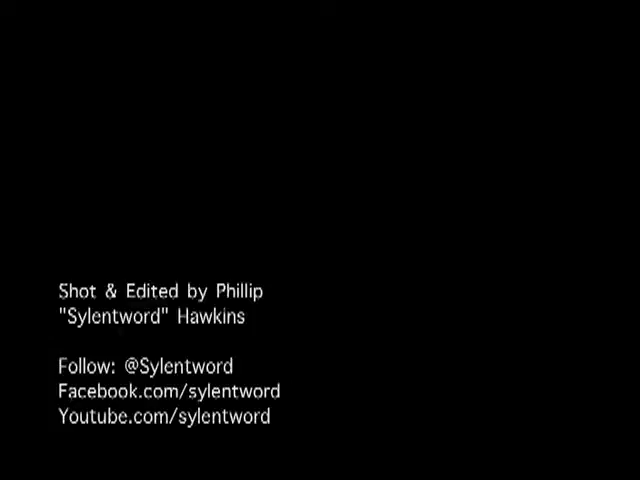 Shot & Edited by Phillip
"Sylentword" Hawkins
Follow: @Sylentword
Facebook.com/sylentword
Youtube.com/sylentword